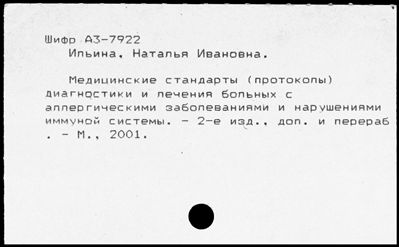 Шифр А3-7922
Ильина, Наталья Ивановна.
Медицинские стандарты (протоколы)
диагностики и лечения больных с
аллергическими заболеваниями и нарушениями
иммуной системы. - 2-е изд., доп. и перераб
. - М., 2001.